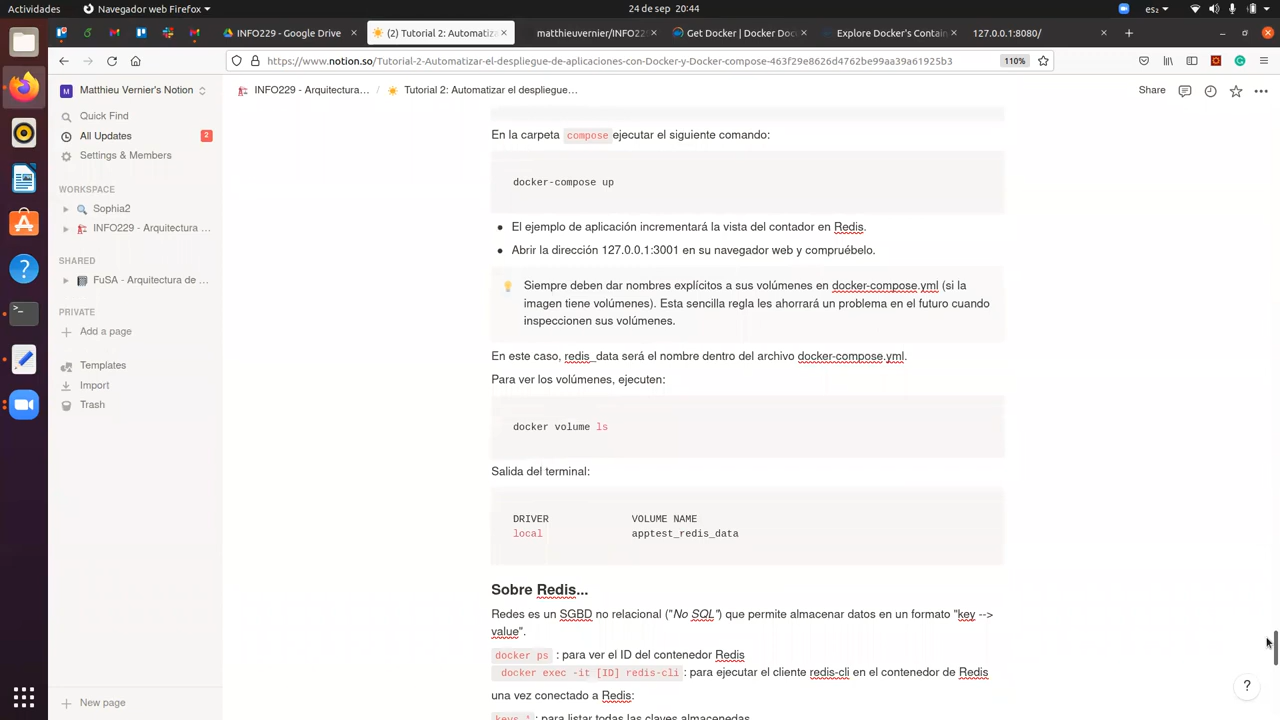 Actividades
Navegador web Firefox
24 de sep 20:44
es₂
INFO229 - Google Drive
(2) Tutorial 2: Automatiza
matthieuvernier/INFO22
Get Docker | Docker Doc
Explore Docker's Contain
127.0.0.1:8080/
https://www.notion.so/Tutorial-2-Automatizar-el-despliegue-de-aplicaciones-con-Docker-y-Docker-compose-463f29e8626d4762be99aa39a61925b3
110%
M Matthieu Vernier's Notion
INFO229 - Arquitectura… / Tutorial 2: Automatizar el despliegue…
Share
Quick Find
All Updates 2
Settings & Members
WORKSPACE
Sophia2
INFO229 - Arquitectura ...
SHARED
FuSA - Arquitectura de ...
PRIVATE
Add a page
Templates
Import
Trash
New page
En la carpeta compose ejecutar el siguiente comando:
docker-compose up
El ejemplo de aplicación incrementará la vista del contador en Redis.
Abrir la dirección 127.0.0.1:3001 en su navegador web y compruébelo.
Siempre deben dar nombres explícitos a sus volúmenes en docker-compose.yml (si la
imagen tiene volúmenes). Esta sencilla regla les ahorrará un problema en el futuro cuando
inspeccionen sus volúmenes.
En este caso, redis_data será el nombre dentro del archivo docker-compose.yml.
Para ver los volúmenes, ejecuten:
docker volume ls
Salida del terminal:
DRIVER VOLUME NAME
local apptest_redis_data
Sobre Redis...
Redes es un SGBD no relacional ("No SQL") que permite almacenar datos en un formato "key -->
value".
docker ps : para ver el ID del contenedor Redis
docker exec -it [ID] redis-cli : para ejecutar el cliente redis-cli en el contenedor de Redis
una vez conectado a Redis:
keys * : para listar todas las claves almacenedas
?